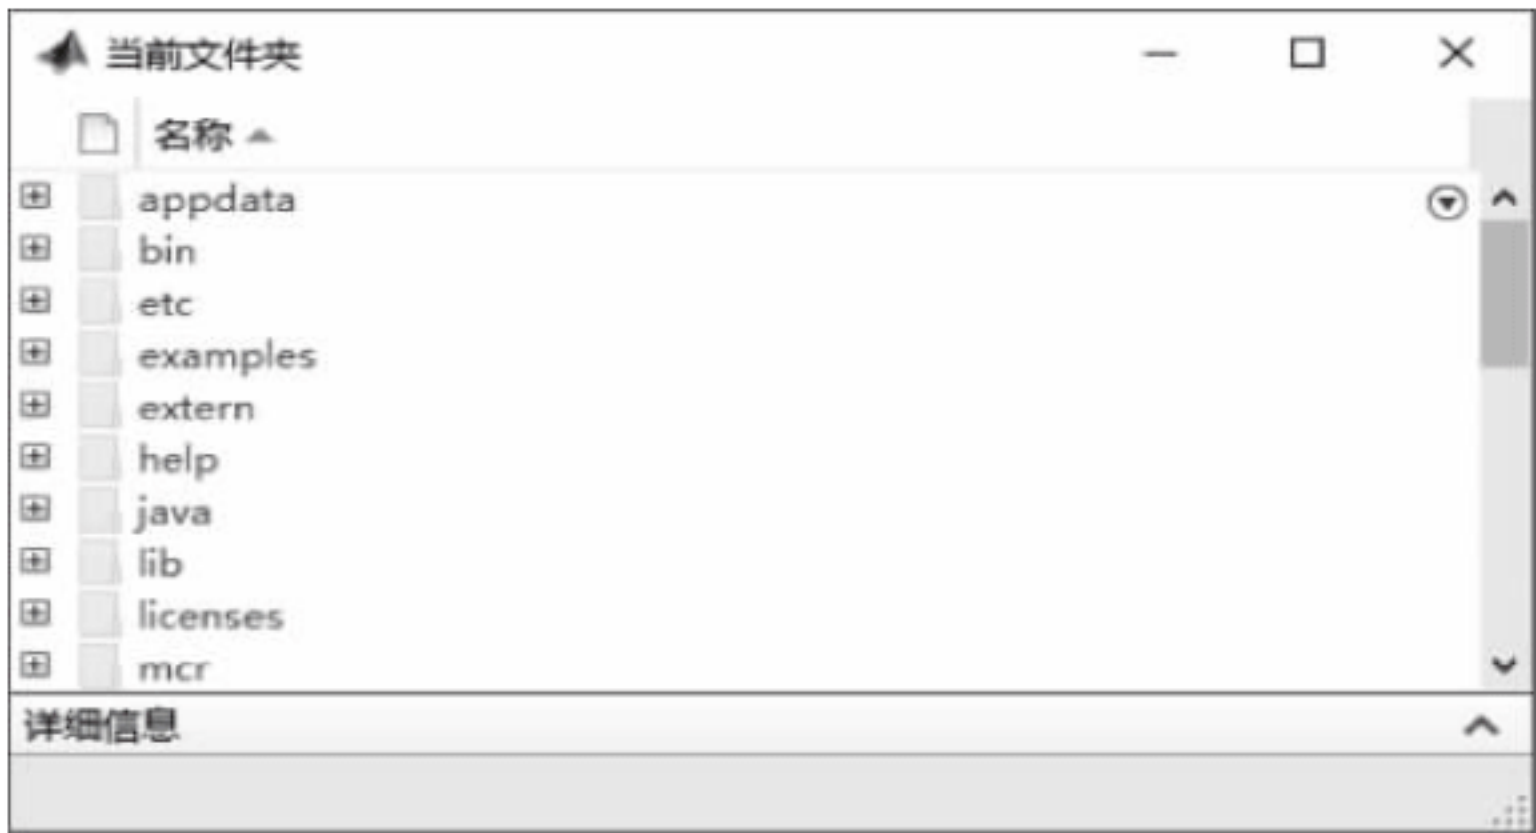 当前文件夹
名称
appdata
bin
etc
examples
extern
help
java
lib
licenses
mcr
详细信息